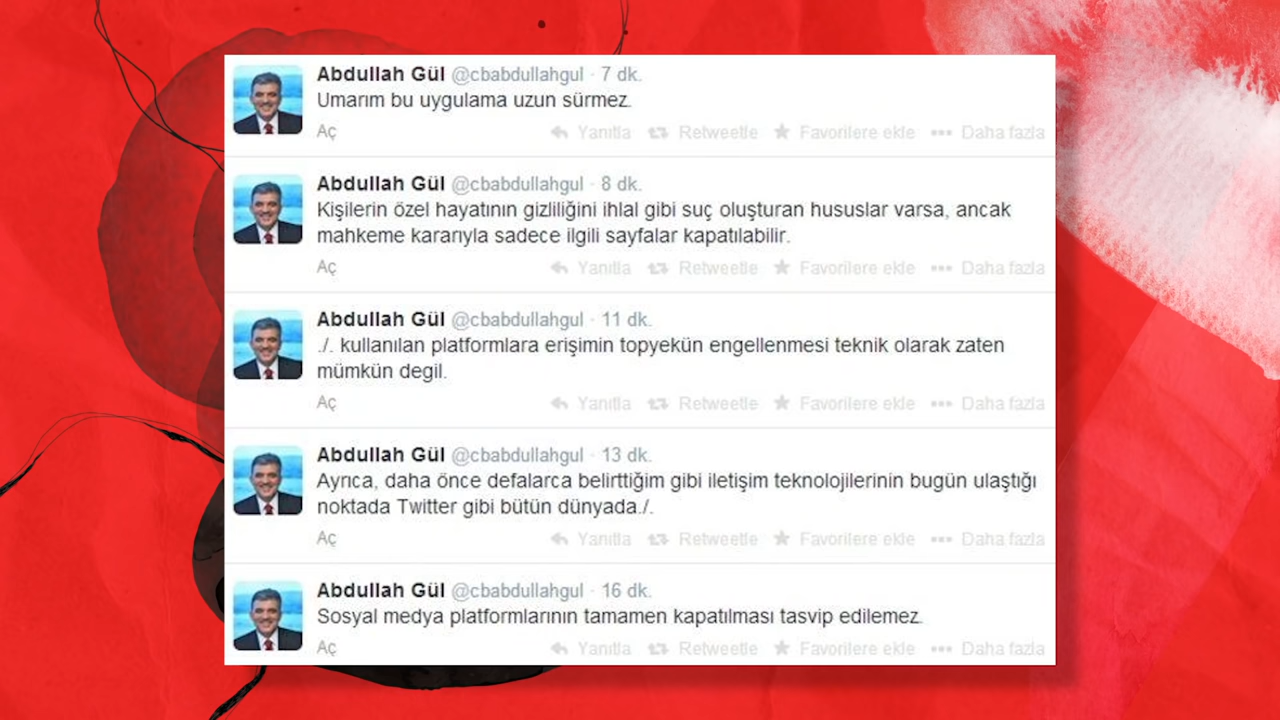 Abdullah Gül @cbabdullahgul · 7 dk.
Umarım bu uygulama uzun sürmez.
Aç Yanıtla Retweetle Favorilere ekle Daha fazla
Abdullah Gül @cbabdullahgul · 8 dk.
Kişilerin özel hayatının gizliliğini ihlal gibi suç oluşturan hususlar varsa, ancak
mahkeme kararıyla sadece ilgili sayfalar kapatılabilir.
Aç Yanıtla Retweetle Favorilere ekle Daha fazla
Abdullah Gül @cbabdullahgul · 11 dk.
./. kullanılan platformlara erişimin topyekün engellenmesi teknik olarak zaten
mümkün degil.
Aç Yanıtla Retweetle Favorilere ekle Daha fazla
Abdullah Gül @cbabdullahgul · 13 dk.
Ayrıca, daha önce defalarca belirttiğim gibi iletişim teknolojilerinin bugün ulaştığı
noktada Twitter gibi bütün dünyada./.
Aç Yanıtla Retweetle Favorilere ekle Daha fazla
Abdullah Gül @cbabdullahgul · 16 dk.
Sosyal medya platformlarının tamamen kapatılması tasvip edilemez.
Aç Yanıtla Retweetle Favorilere ekle Daha fazla